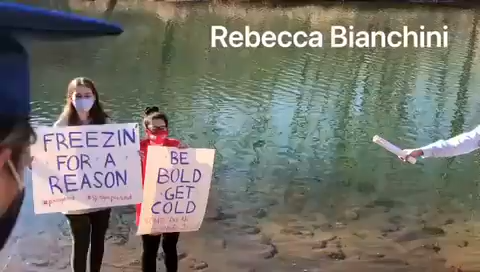 Rebecca Bianchini
FREEZIN
FOR A
REASON
BE
BOLD
GET
COLD